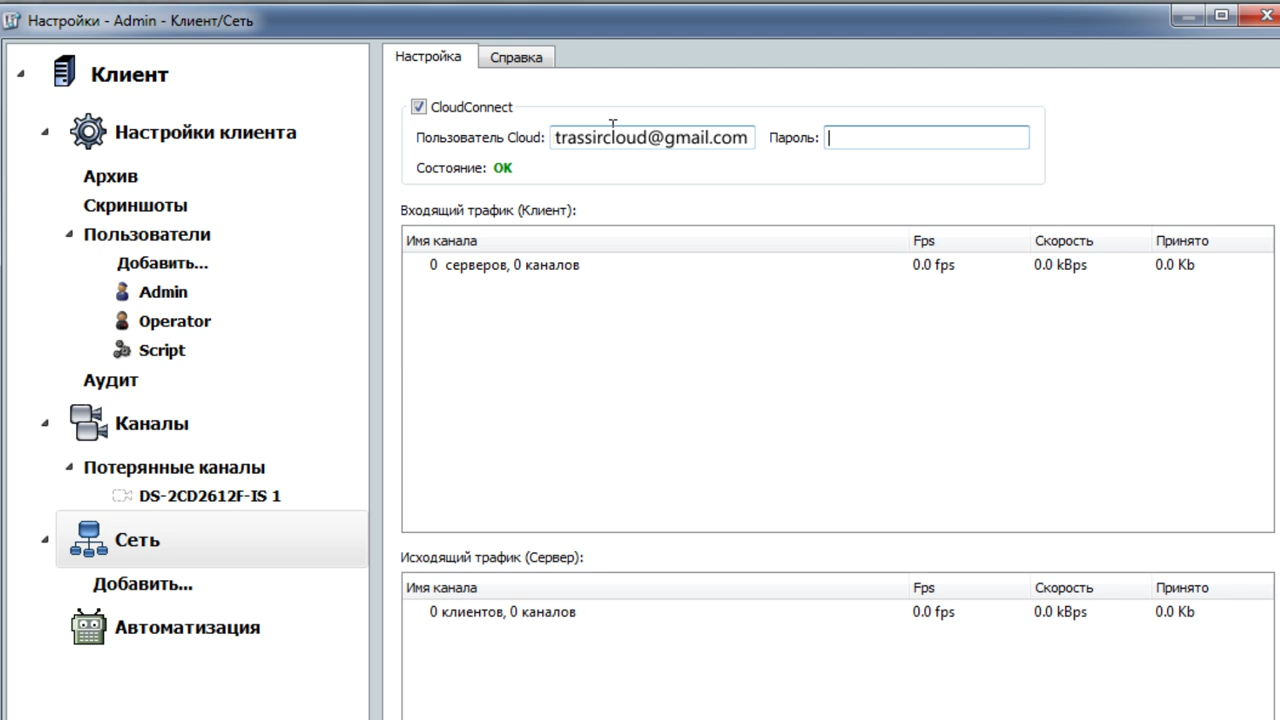 Настройки - Admin - Клиент/Сеть
Клиент
Настройки клиента
Архив
Скриншоты
Пользователи
Добавить...
Admin
Operator
Script
Аудит
Каналы
Потерянные каналы
DS-2CD2612F-IS 1
Сеть
Добавить...
Автоматизация
Настройка Справка
CloudConnect
Пользователь Cloud: trassircloud@gmail.com Пароль:
Состояние: OK
Входящий трафик (Клиент):
Имя канала Fps Скорость Принято
0 серверов, 0 каналов 0.0 fps 0.0 kBps 0.0 Kb
Исходящий трафик (Сервер):
Имя канала Fps Скорость Принято
0 клиентов, 0 каналов 0.0 fps 0.0 kBps 0.0 Kb